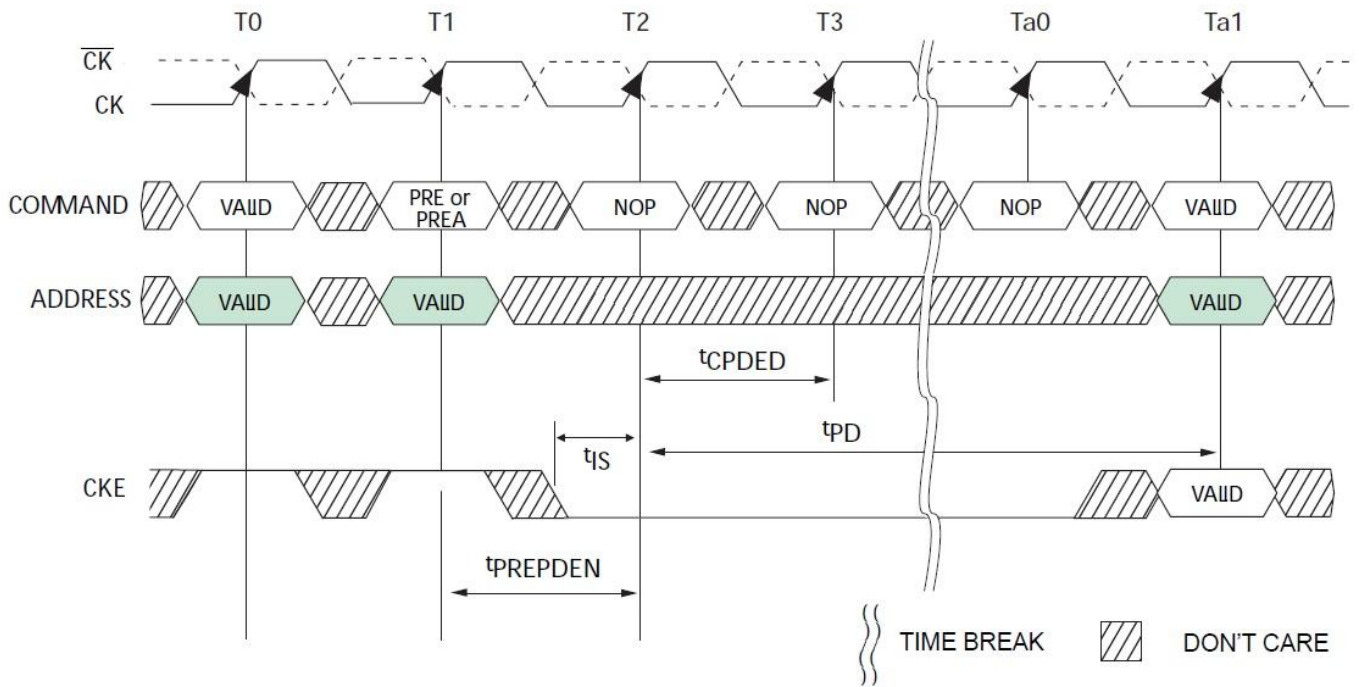 T0 T1 T2 T3 Ta0 Ta1
CK
CK
COMMAND VALID PRE or PREA NOP NOP NOP VALID
ADDRESS VALID VALID VALID
tCPDED
tPD
tIS
CKE VALID
tPREPDEN
TIME BREAK DON'T CARE